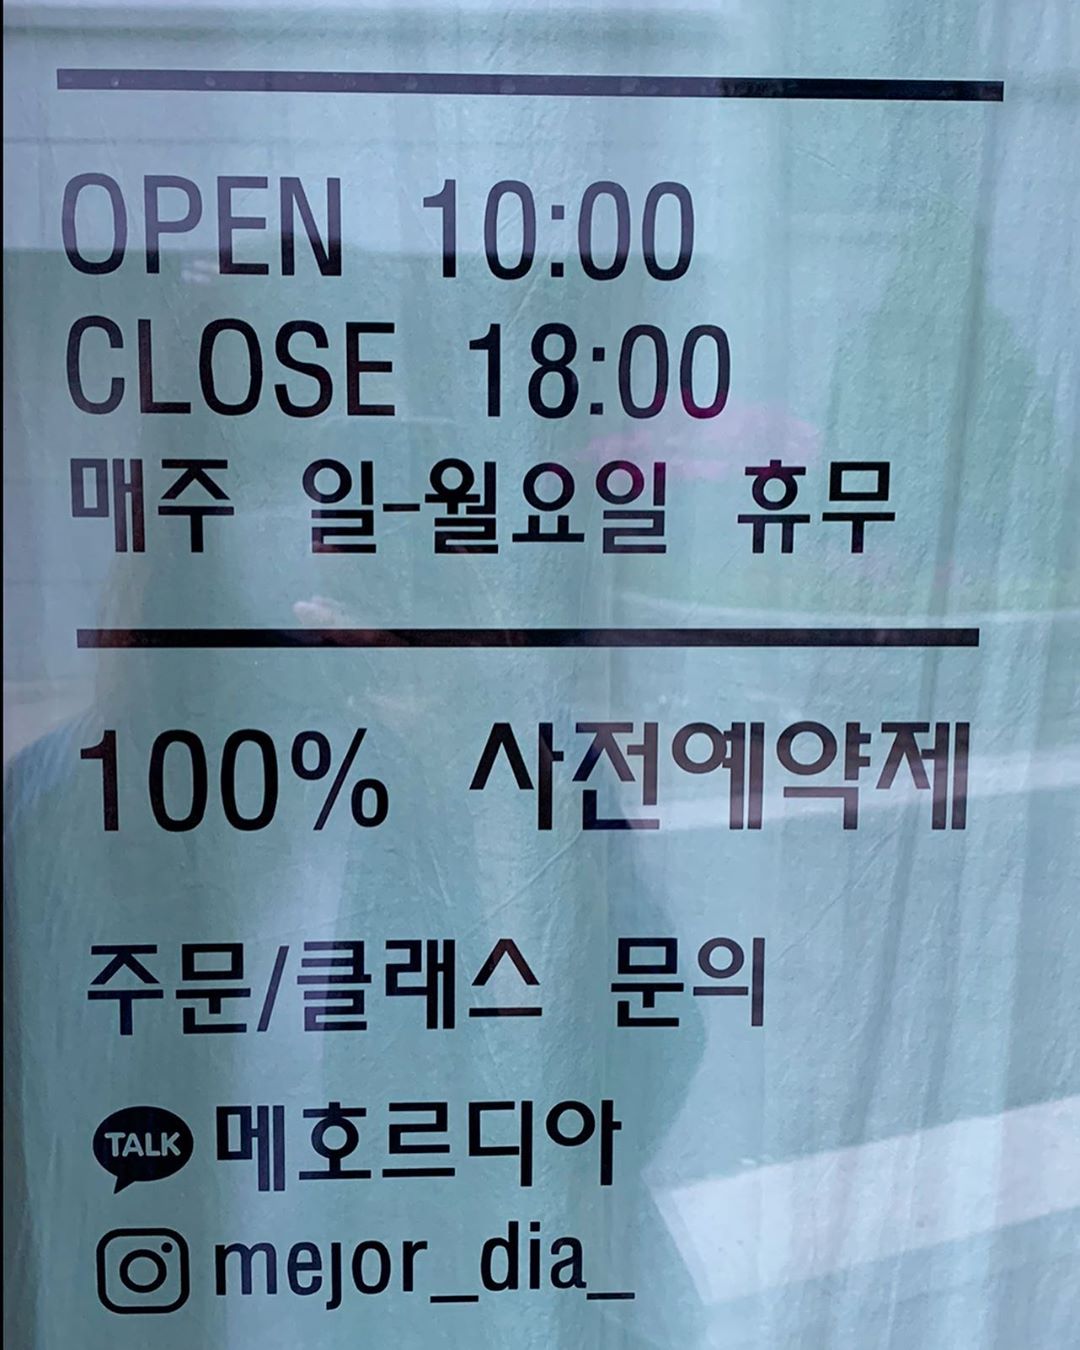 OPEN 10:00
CLOSE 18:00
매주 일-월요일 휴무
100% 사전예약제
주문/클래스 문의
TALK 메호르디아
mejor_dia_